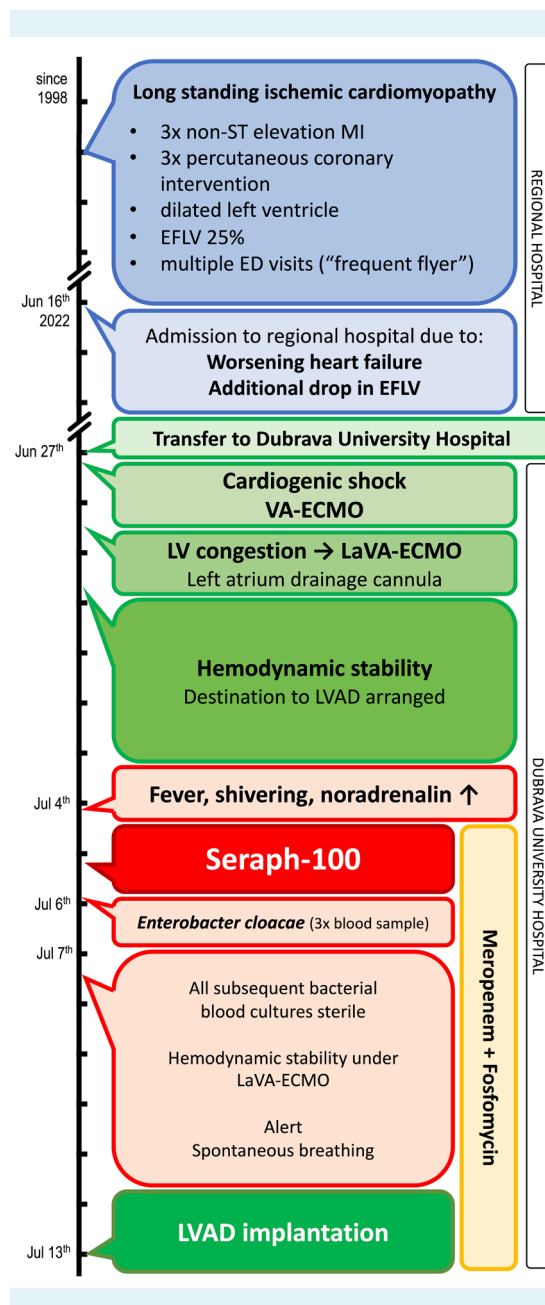 since
1998
Long standing ischemic cardiomyopathy
• 3x non-ST elevation MI
• 3x percutaneous coronary
intervention
• dilated left ventricle
• EFLV 25%
• multiple ED visits (“frequent flyer”)
REGIONAL HOSPITAL
Jun 16th
2022
Admission to regional hospital due to:
Worsening heart failure
Additional drop in EFLV
Jun 27th
Transfer to Dubrava University Hospital
Cardiogenic shock
VA-ECMO
LV congestion → LaVA-ECMO
Left atrium drainage cannula
Hemodynamic stability
Destination to LVAD arranged
DUBRAVA UNIVERSITY HOSPITAL
Jul 4th
Fever, shivering, noradrenalin ↑
Seraph-100
Meropenem + Fosfomycin
Jul 6th
Enterobacter cloacae (3x blood sample)
Jul 7th
All subsequent bacterial
blood cultures sterile
Hemodynamic stability under
LaVA-ECMO
Alert
Spontaneous breathing
LVAD implantation
Jul 13th